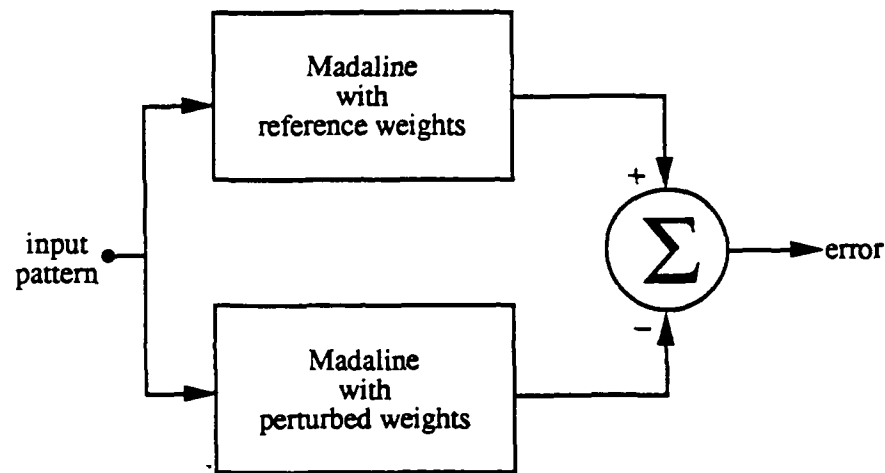 Madaline
with
reference weights
+
input
pattern
Σ
error
−
Madaline
with
perturbed weights